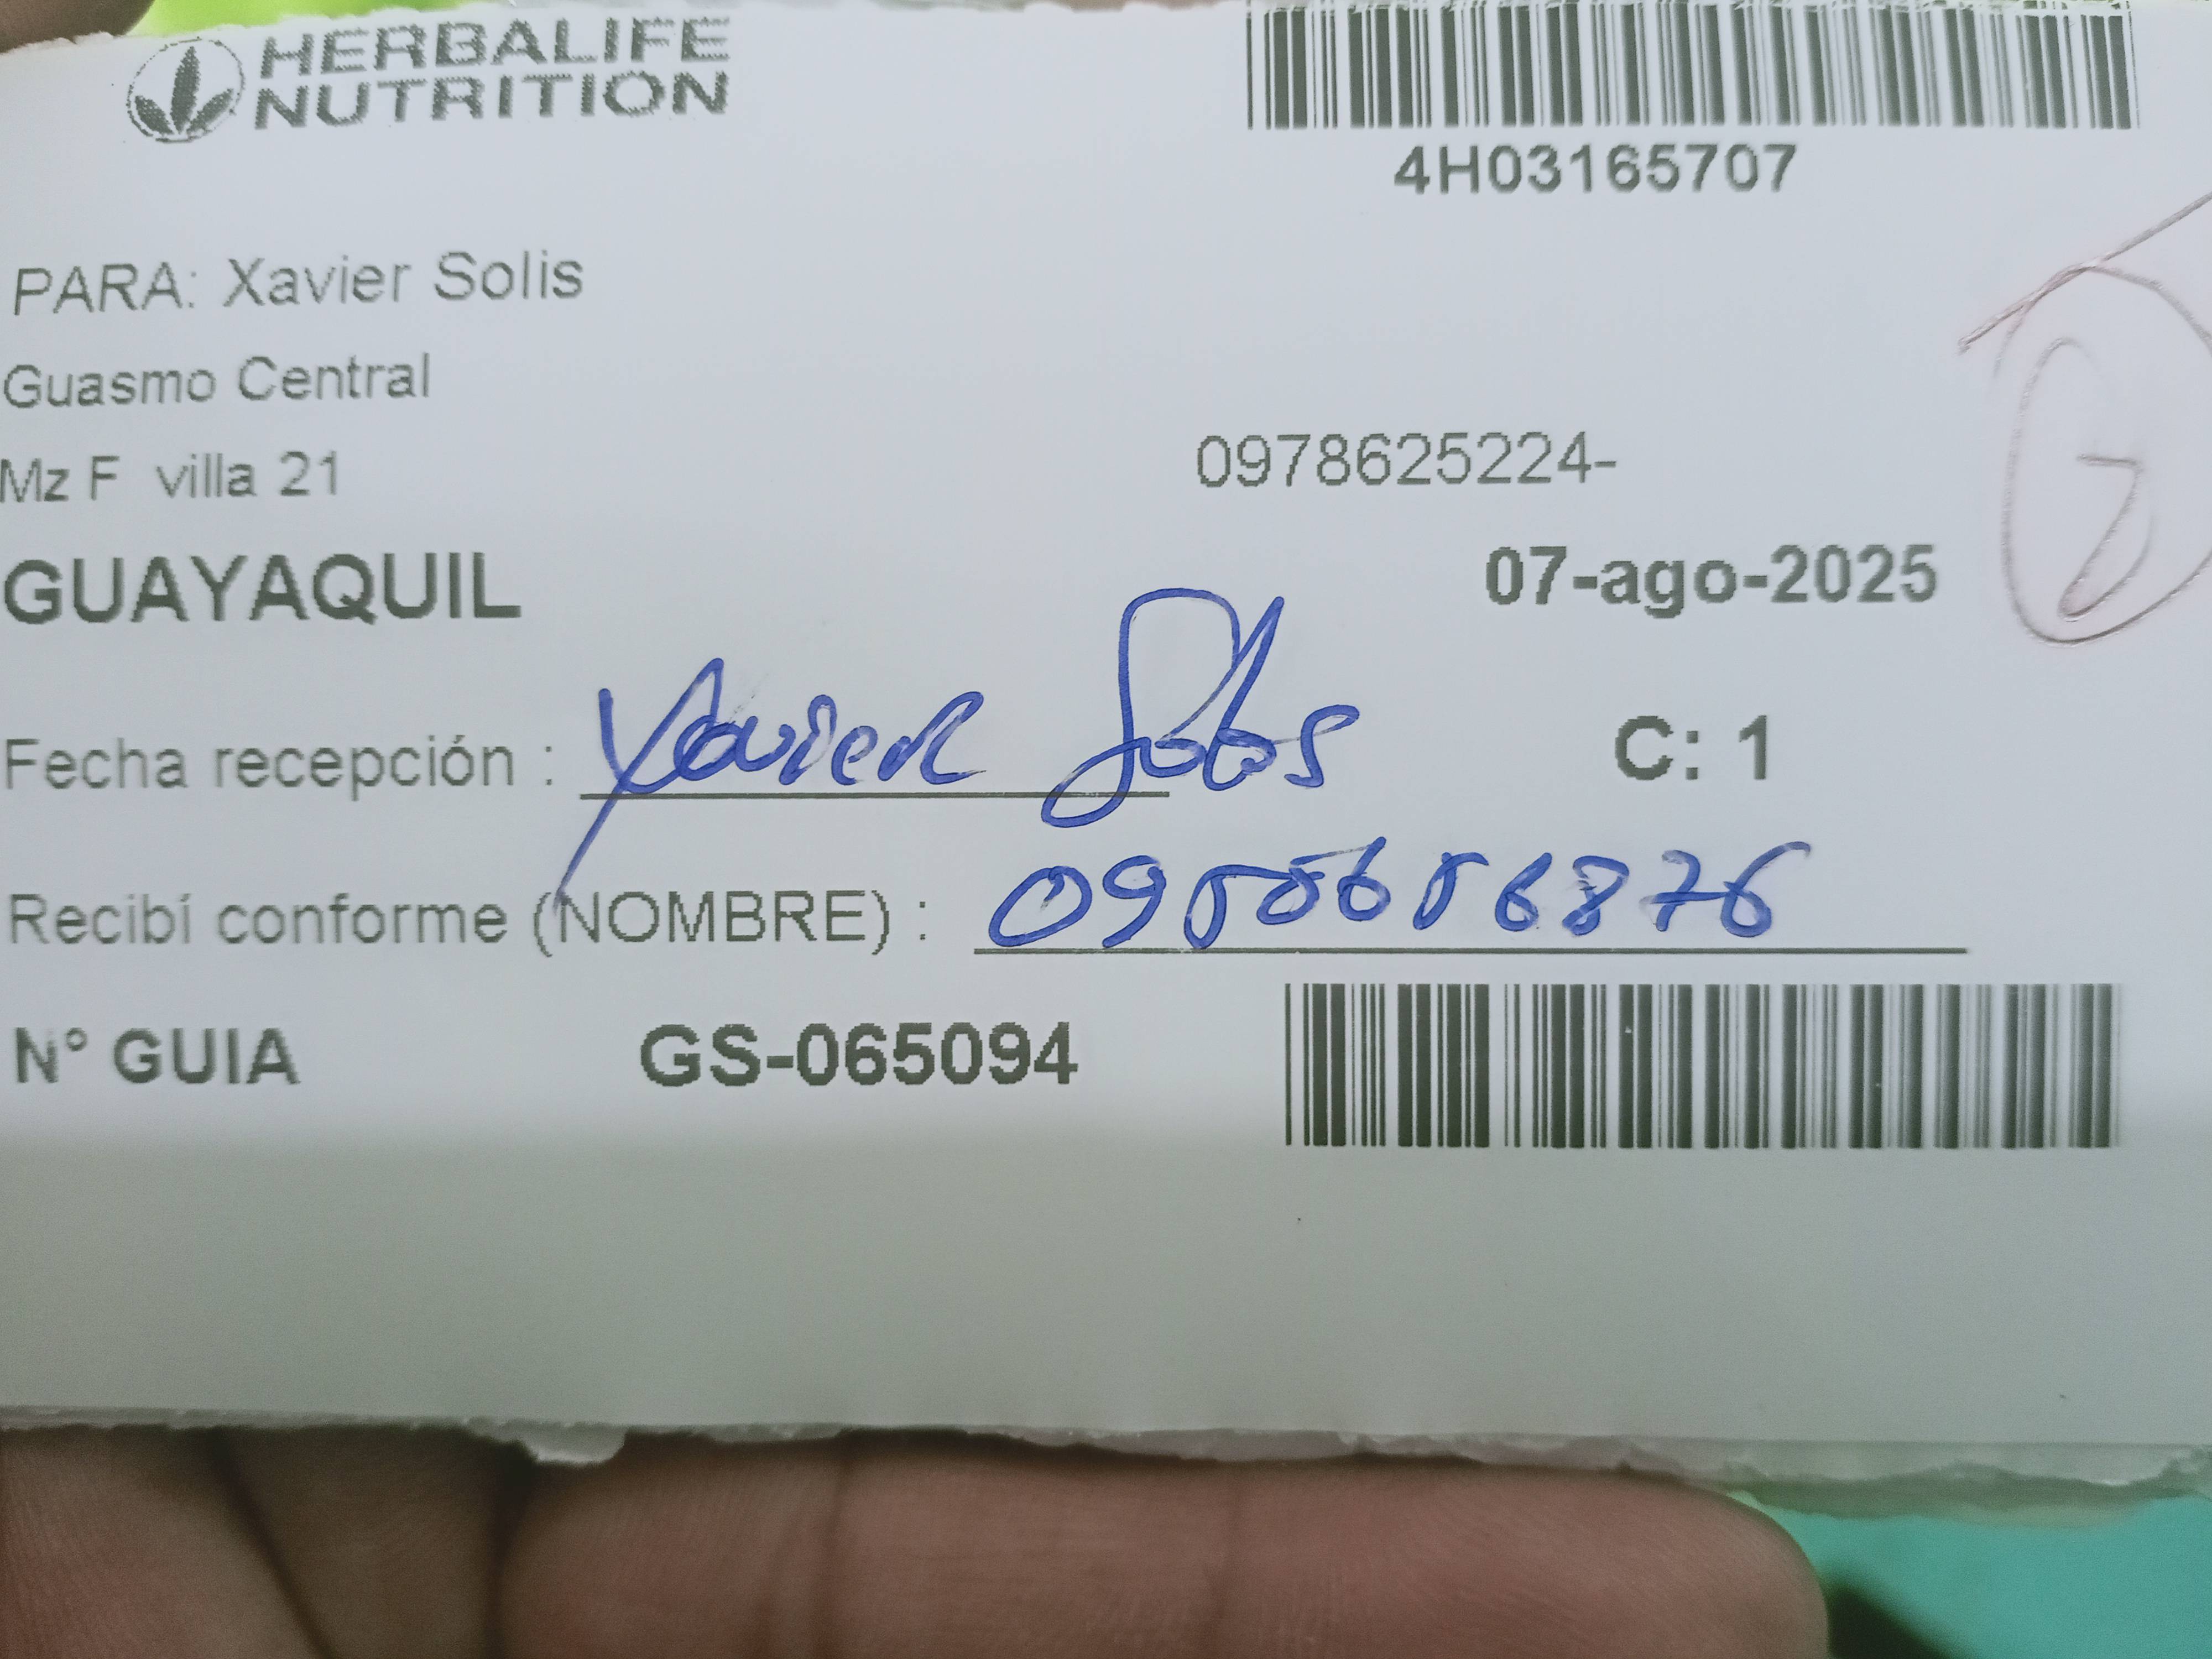 HERBALIFE
NUTRITION
4H03165707
PARA: Xavier Solis
Guasmo Central
Mz F villa 21
0978625224-
GUAYAQUIL
07-ago-2025
Fecha recepción : Xavier Solis
C: 1
Recibí conforme (NOMBRE) : 0955656876
N° GUIA GS-065094